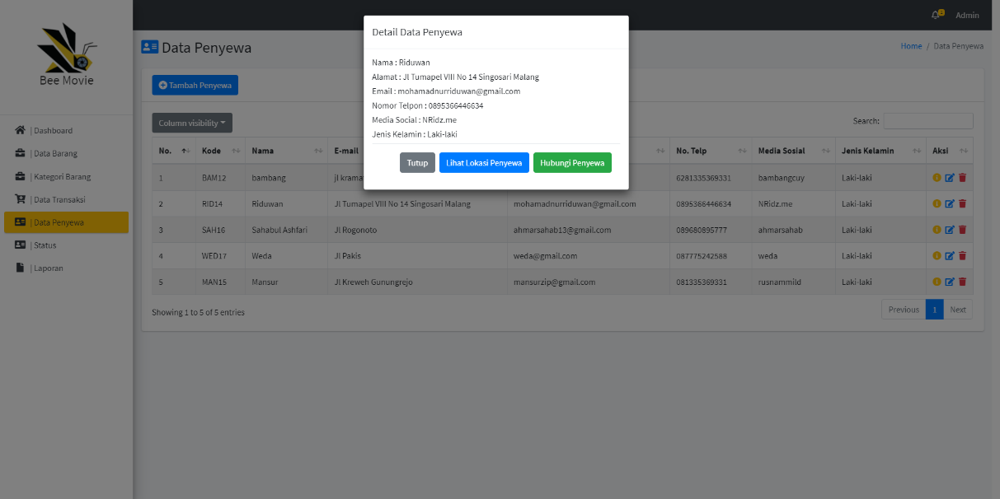 2
Admin
Bee Movie
| Dashboard
| Data Barang
| Kategori Barang
| Data Transaksi
| Data Penyewa
| Status
| Laporan
Data Penyewa
Home / Data Penyewa
Tambah Penyewa
Column visibility
Search:
Detail Data Penyewa
Nama : Riduwan
Alamat : Jl Tumapel VIII No 14 Singosari Malang
Email : mohamadnurriduwan@gmail.com
Nomor Telpon : 0895366446634
Media Social : NRidz.me
Jenis Kelamin : Laki-laki
Tutup Lihat Lokasi Penyewa Hubungi Penyewa
No. Kode Nama E-mail No. Telp Media Sosial Jenis Kelamin Aksi
1 BAM12 bambang jl kramat 6281335369331 bambangcuy Laki-laki
2 RID14 Riduwan Jl Tumapel VIII No 14 Singosari Malang mohamadnurriduwan@gmail.com 0895366446634 NRidz.me Laki-laki
3 SAH16 Sahabul Ashfari Jl Rogonoto ahmarsahab13@gmail.com 089680895777 ahmarsahab Laki-laki
4 WED17 Weda Jl Pakis weda@gmail.com 087775242588 weda Laki-laki
5 MAN15 Mansur Jl Kreweh Gunungrejo mansurzip@gmail.com 081335369331 rusnammild Laki-laki
Showing 1 to 5 of 5 entries
Previous 1 Next